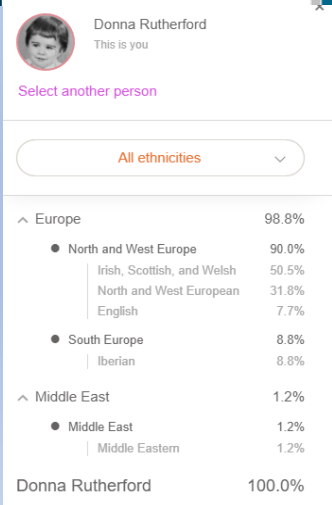 Donna Rutherford
This is you
Select another person
All ethnicities
Europe 98.8%
North and West Europe 90.0%
Irish, Scottish, and Welsh 50.5%
North and West European 31.8%
English 7.7%
South Europe 8.8%
Iberian 8.8%
Middle East 1.2%
Middle East 1.2%
Middle Eastern 1.2%
Donna Rutherford 100.0%